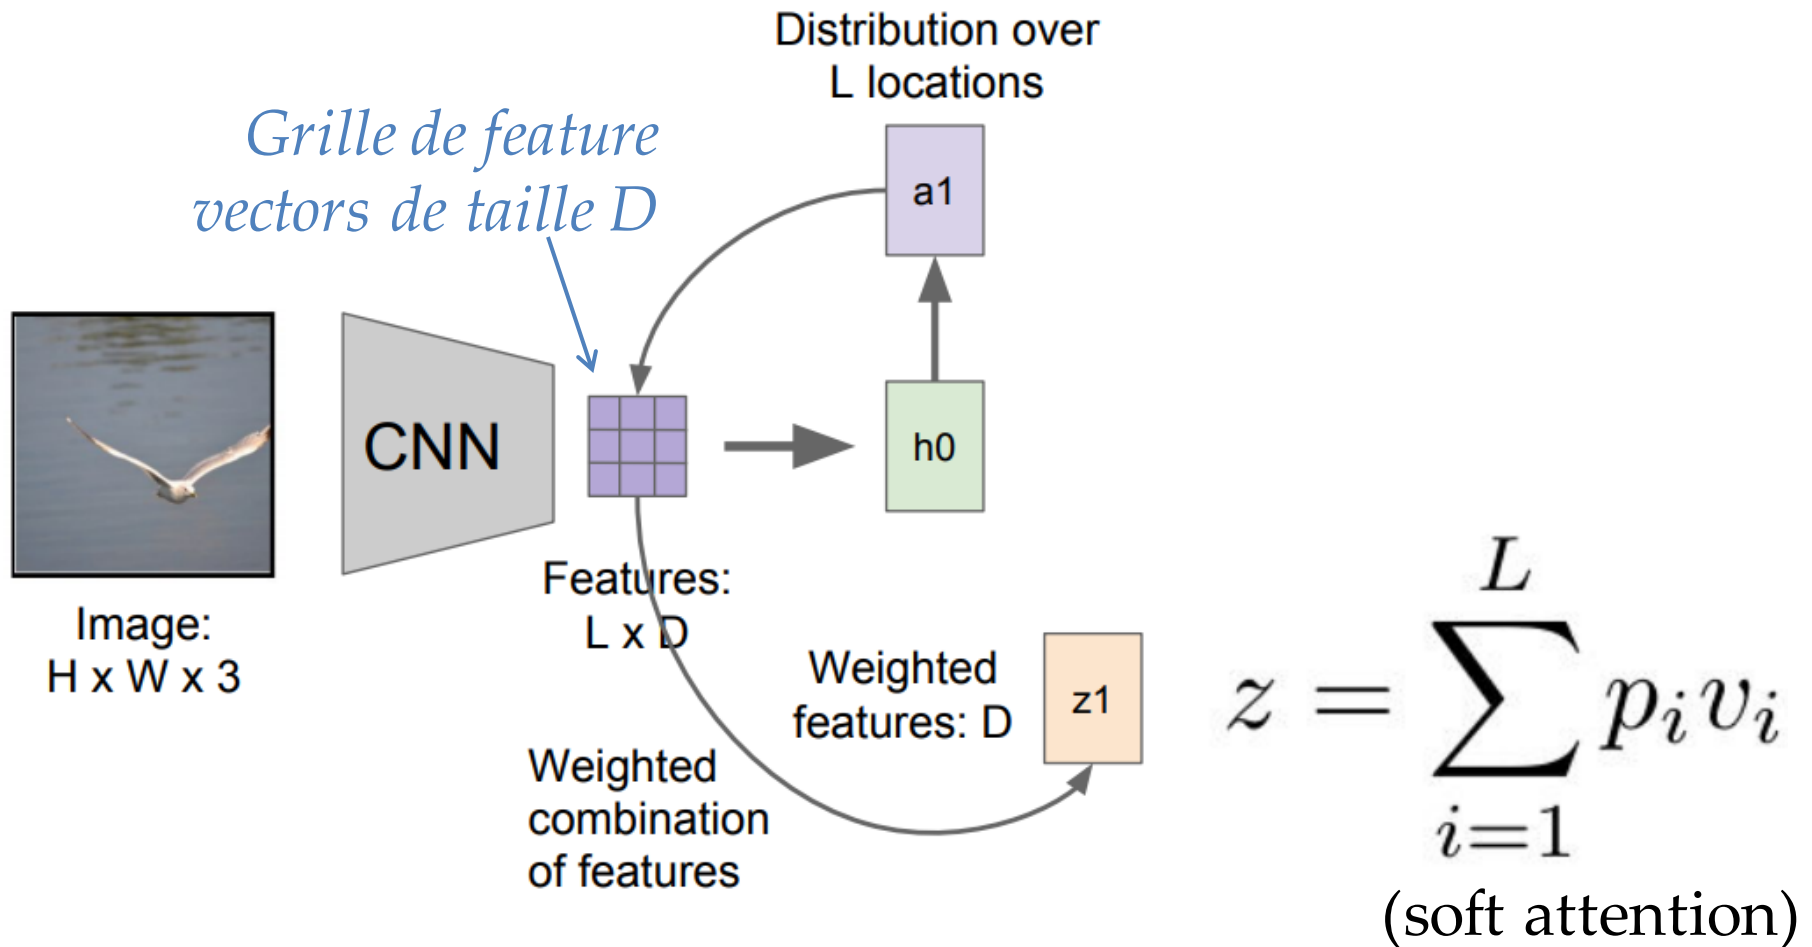 Distribution over
L locations
Grille de feature
vectors de taille D
a1
CNN
h0
Features:
L x D
Image:
H x W x 3
Weighted
features: D
z1
Weighted
combination
of features
z = \sum_{i=1}^{L} p_i v_i
(soft attention)